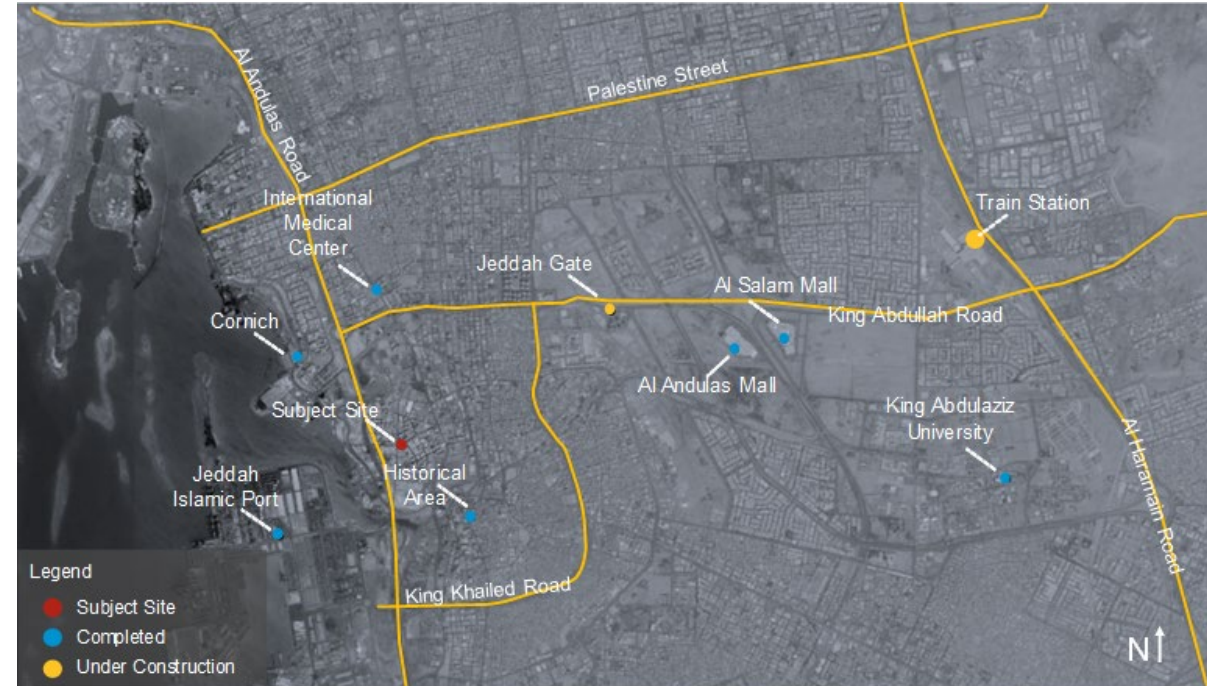 Al Andulas Road
Palestine Street
International
Medical
Center
Train Station
Jeddah Gate
Al Salam Mall
Cornich
King Abdullah Road
Al Andulas Mall
Subject Site
King Abdulaziz
University
Historical
Area
Jeddah
Islamic Port
Al Haramain Road
King Khailed Road
Legend
Subject Site
Completed
Under Construction
N